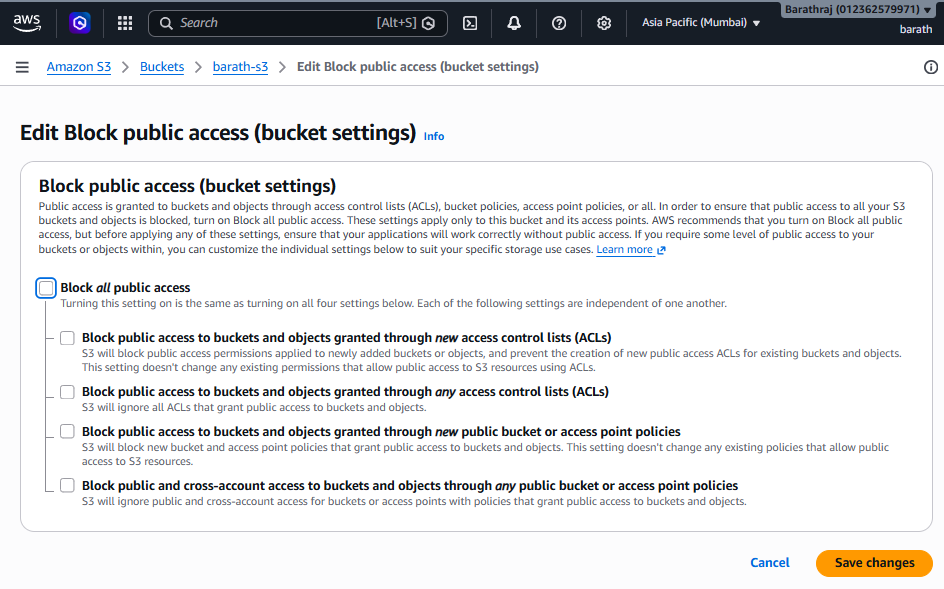 aws
Search [Alt+S]
Asia Pacific (Mumbai) ▼
Barathraj (012362579971) ▼
barath
Amazon S3 > Buckets > barath-s3 > Edit Block public access (bucket settings)
Edit Block public access (bucket settings) Info
Block public access (bucket settings)
Public access is granted to buckets and objects through access control lists (ACLs), bucket policies, access point policies, or all. In order to ensure that public access to all your S3
buckets and objects is blocked, turn on Block all public access. These settings apply only to this bucket and its access points. AWS recommends that you turn on Block all public
access, but before applying any of these settings, ensure that your applications will work correctly without public access. If you require some level of public access to your
buckets or objects within, you can customize the individual settings below to suit your specific storage use cases. Learn more
Block all public access
Turning this setting on is the same as turning on all four settings below. Each of the following settings are independent of one another.
Block public access to buckets and objects granted through new access control lists (ACLs)
S3 will block public access permissions applied to newly added buckets or objects, and prevent the creation of new public access ACLs for existing buckets and objects.
This setting doesn't change any existing permissions that allow public access to S3 resources using ACLs.
Block public access to buckets and objects granted through any access control lists (ACLs)
S3 will ignore all ACLs that grant public access to buckets and objects.
Block public access to buckets and objects granted through new public bucket or access point policies
S3 will block new bucket and access point policies that grant public access to buckets and objects. This setting doesn't change any existing policies that allow public
access to S3 resources.
Block public and cross-account access to buckets and objects through any public bucket or access point policies
S3 will ignore public and cross-account access for buckets or access points with policies that grant public access to buckets and objects.
Cancel Save changes